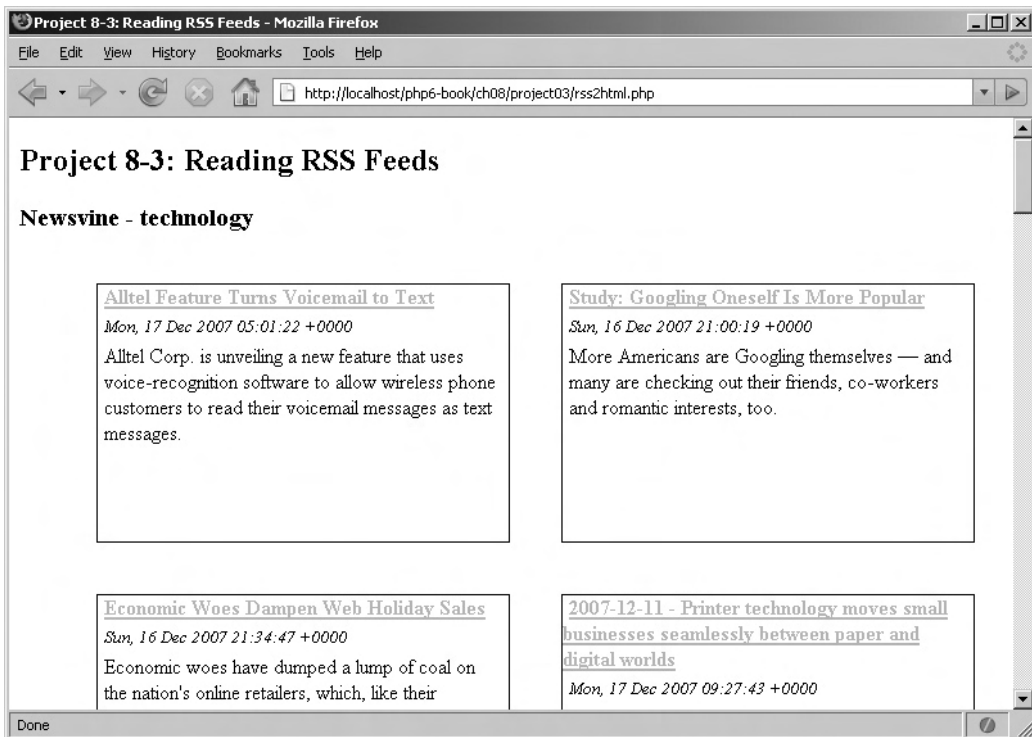 Project 8-3: Reading RSS Feeds - Mozilla Firefox
File Edit View History Bookmarks Tools Help
http://localhost/php6-book/ch08/project03/rss2html.php
Project 8-3: Reading RSS Feeds
Newsvine - technology
Alltel Feature Turns Voicemail to Text
Mon, 17 Dec 2007 05:01:22 +0000
Alltel Corp. is unveiling a new feature that uses
voice-recognition software to allow wireless phone
customers to read their voicemail messages as text
messages.
Study: Googling Oneself Is More Popular
Sun, 16 Dec 2007 21:00:19 +0000
More Americans are Googling themselves — and
many are checking out their friends, co-workers
and romantic interests, too.
Economic Woes Dampen Web Holiday Sales
Sun, 16 Dec 2007 21:34:47 +0000
Economic woes have dumped a lump of coal on
the nation's online retailers, which, like their
2007-12-11 - Printer technology moves small
businesses seamlessly between paper and
digital worlds
Mon, 17 Dec 2007 09:27:43 +0000
Done